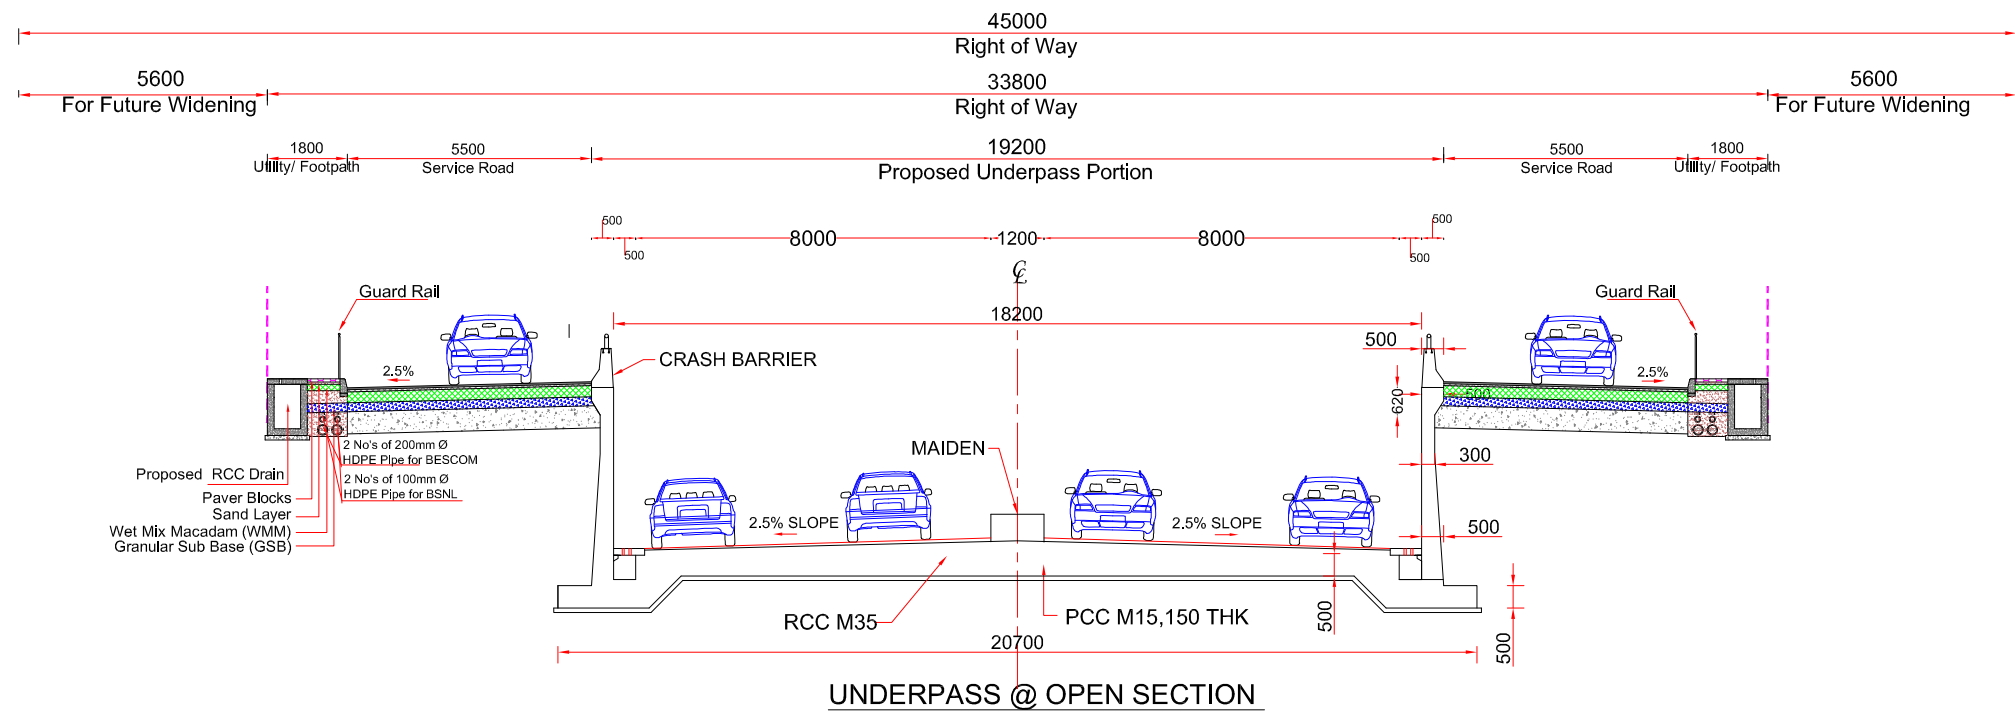 45000
Right of Way
5600
For Future Widening
33800
Right of Way
5600
For Future Widening
1800
Utility/ Footpath
5500
Service Road
19200
Proposed Underpass Portion
5500
Service Road
1800
Utility/ Footpath
500
500
8000
1200
8000
500
500
℄
Guard Rail
18200
Guard Rail
CRASH BARRIER
500
2.5%
2.5%
620
500
2 No's of 200mm Ø
HDPE Pipe for BESCOM
MAIDEN
300
Proposed RCC Drain
2 No's of 100mm Ø
HDPE Pipe for BSNL
Paver Blocks
Sand Layer
Wet Mix Macadam (WMM)
Granular Sub Base (GSB)
2.5% SLOPE
2.5% SLOPE
500
RCC M35
PCC M15,150 THK
500
500
20700
UNDERPASS @ OPEN SECTION